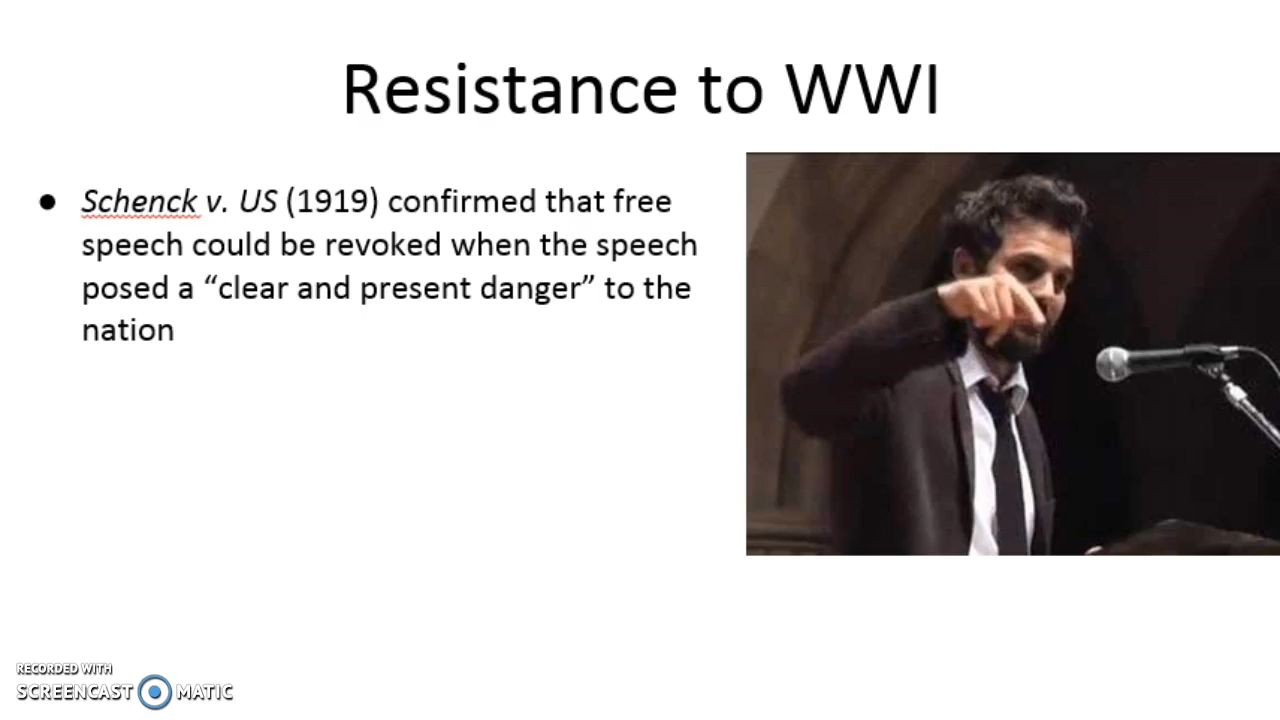 Resistance to WWI
● Schenck v. US (1919) confirmed that free
speech could be revoked when the speech
posed a “clear and present danger” to the
nation
RECORDED WITH
SCREENCAST MATIC